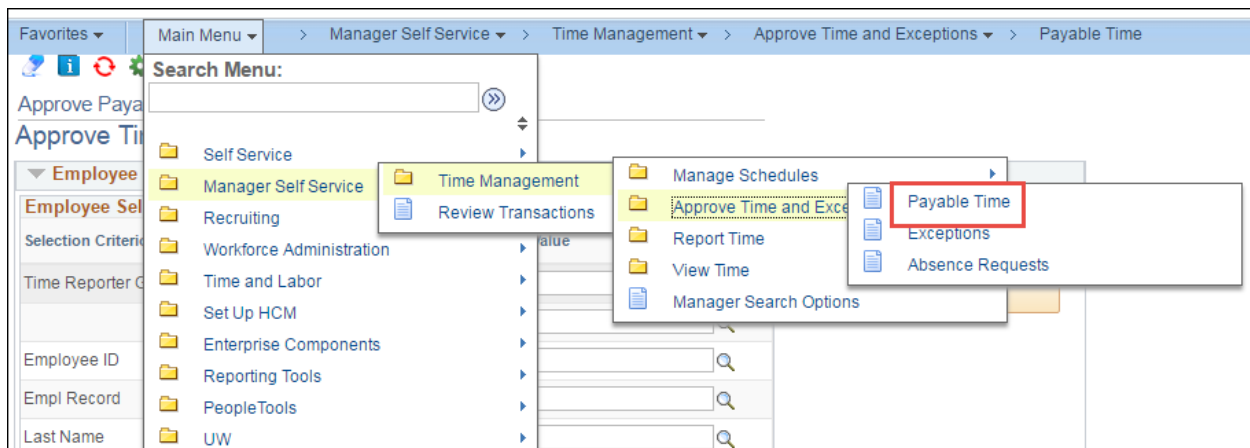 Favorites Main Menu > Manager Self Service > Time Management > Approve Time and Exceptions > Payable Time
Search Menu:
Approve Paya
Approve Ti
Employee
Employee Sel
Selection Criteri
alue
Time Reporter G
Employee ID
Empl Record
Last Name
Self Service
Manager Self Service
Recruiting
Workforce Administration
Time and Labor
Set Up HCM
Enterprise Components
Reporting Tools
PeopleTools
UW
Time Management
Review Transactions
Manage Schedules
Approve Time and Exce
Report Time
View Time
Manager Search Options
Payable Time
Exceptions
Absence Requests